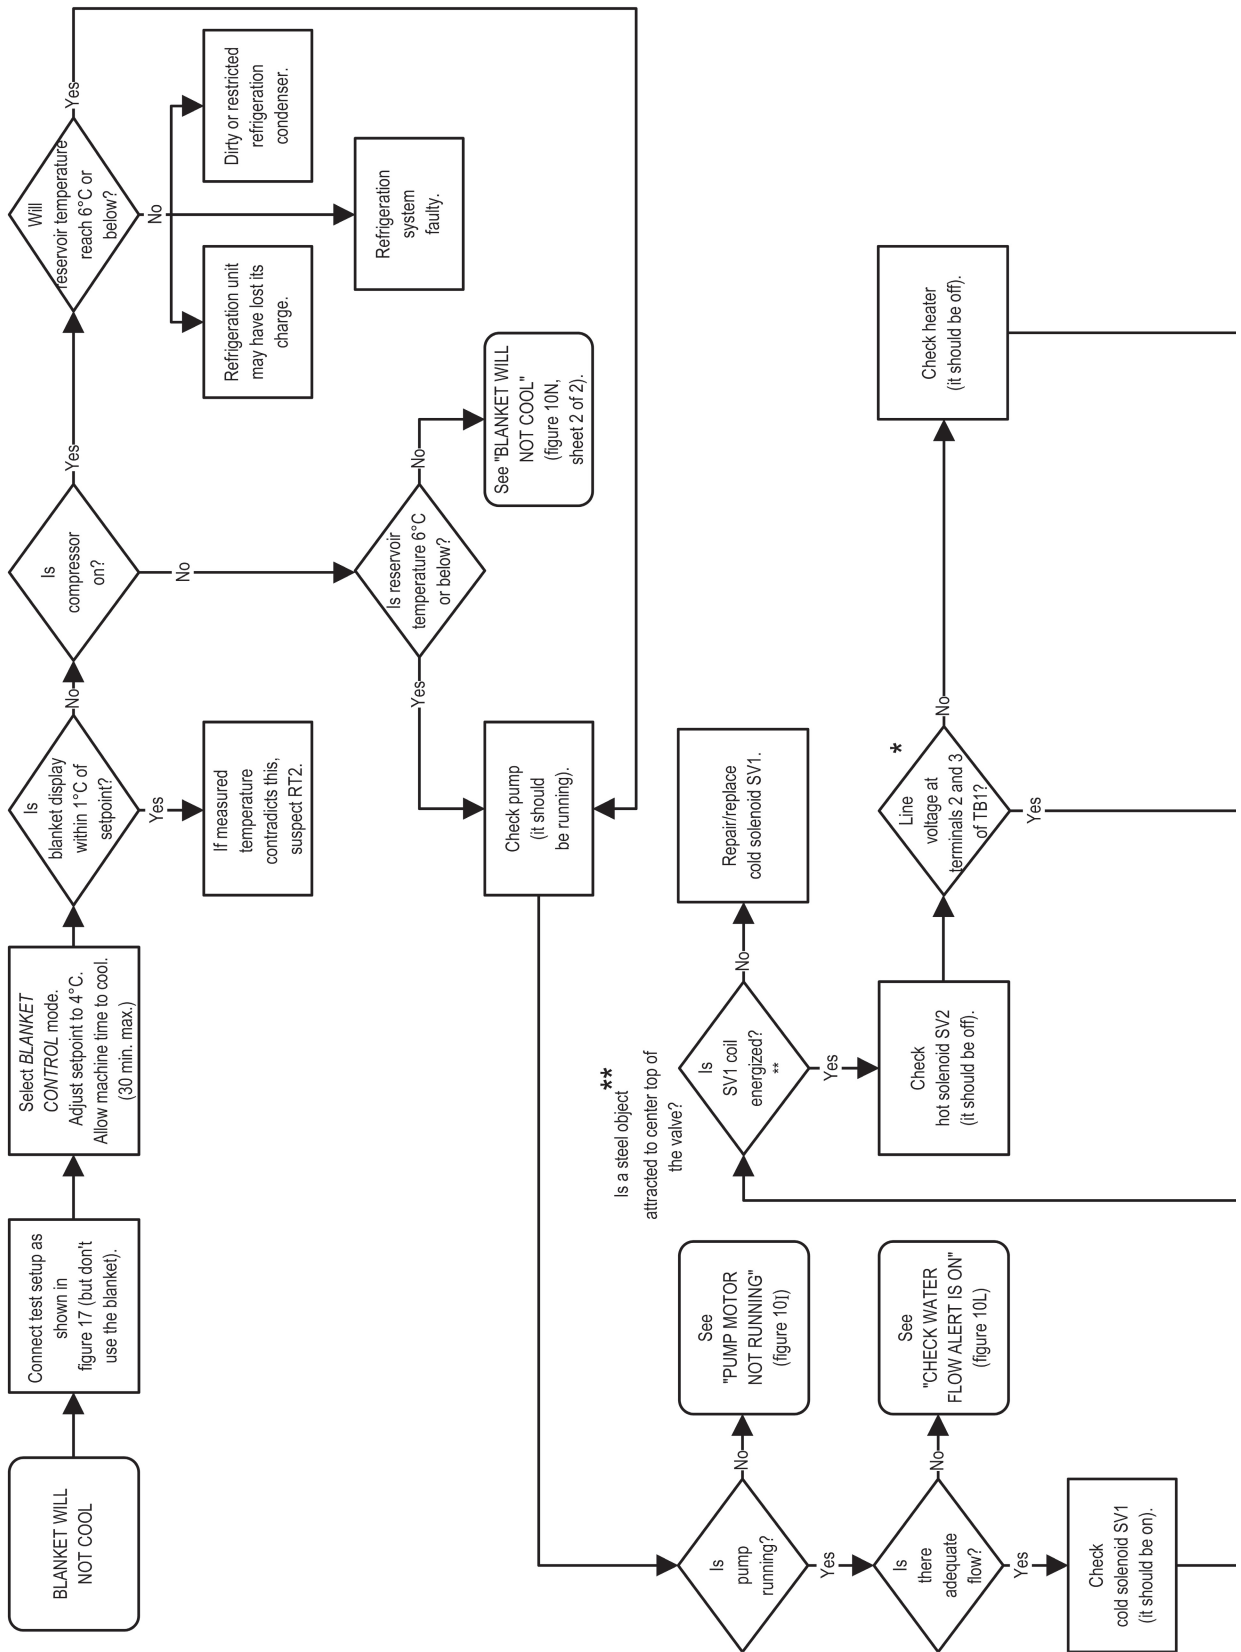 BLANKET WILL
NOT COOL
Connect test setup as
shown in
figure 17 (but don't
use the blanket).
Select BLANKET
CONTROL mode.
Adjust setpoint to 4°C.
Allow machine time to cool.
(30 min. max.)
Is
blanket display
within 1°C of
setpoint?
No
Yes
If measured
temperature
contradicts this,
suspect RT2.
Is
compressor
on?
Yes
No
Will
reservoir temperature
reach 6°C or
below?
Yes
No
Refrigeration unit
may have lost its
charge.
Dirty or restricted
refrigeration
condenser.
Refrigeration
system
faulty.
Is reservoir
temperature 6°C
or below?
Yes
No
See "BLANKET WILL
NOT COOL"
(figure 10N,
sheet 2 of 2).
Check pump
(it should
be running).
Is
pump
running?
No
Yes
See
"PUMP MOTOR
NOT RUNNING"
(figure 10I)
Is
there
adequate
flow?
No
Yes
See
"CHECK WATER
FLOW ALERT IS ON"
(figure 10L)
Check
cold solenoid SV1
(it should be on).
**
Is a steel object
attracted to center top of
the valve?
Is
SV1 coil
energized?
**
No
Yes
Repair/replace
cold solenoid SV1.
Check
hot solenoid SV2
(it should be off).
*
Line
voltage at
terminals 2 and 3
of TB1?
No
Yes
Check heater
(it should be off).